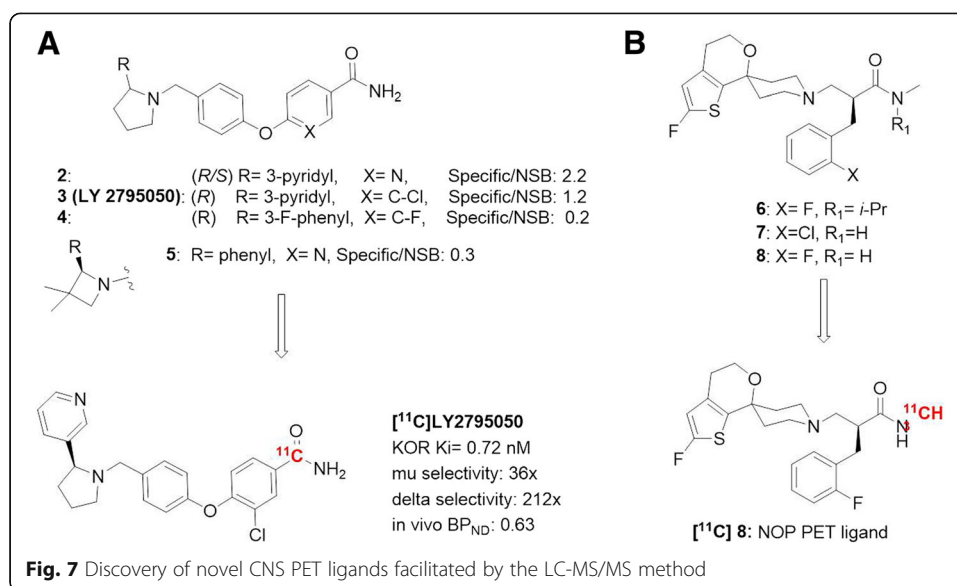 A
R
N
O
O
NH2
X
2: (R/S) R= 3-pyridyl, X= N, Specific/NSB: 2.2
3 (LY 2795050): (R) R= 3-pyridyl, X= C-Cl, Specific/NSB: 1.2
4: (R) R= 3-F-phenyl, X= C-F, Specific/NSB: 0.2
5: R= phenyl, X= N, Specific/NSB: 0.3
R
N
N
N
O
11C
O
NH2
Cl
[11C]LY2795050
KOR Ki= 0.72 nM
mu selectivity: 36x
delta selectivity: 212x
in vivo BPND: 0.63
B
O
S
F
N
O
N
R1
X
6: X= F, R1= i-Pr
7: X=Cl, R1=H
8: X= F, R1= H
O
S
F
N
O
11CH3
N
H
F
[11C] 8: NOP PET ligand
Fig. 7 Discovery of novel CNS PET ligands facilitated by the LC-MS/MS method